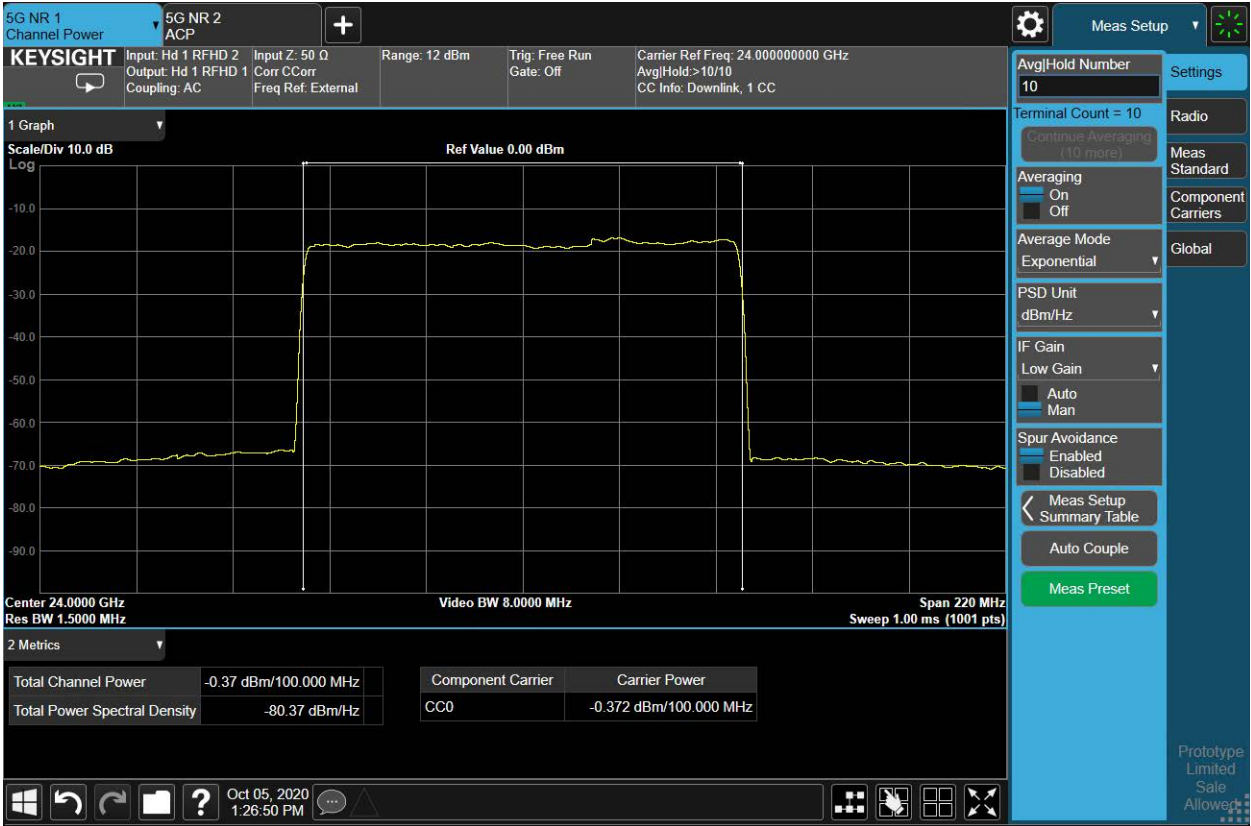 5G NR 1
Channel Power
5G NR 2
ACP
Meas Setup
KEYSIGHT
Input: Hd 1 RFHD 2
Output: Hd 1 RFHD 1
Coupling: AC
Input Z: 50 Ω
Corr CCorr
Freq Ref: External
Range: 12 dBm
Trig: Free Run
Gate: Off
Carrier Ref Freq: 24.000000000 GHz
Avg|Hold:>10/10
CC Info: Downlink, 1 CC
1 Graph
Scale/Div 10.0 dB
Ref Value 0.00 dBm
Log
-10.0
-20.0
-30.0
-40.0
-50.0
-60.0
-70.0
-80.0
-90.0
Center 24.0000 GHz
Video BW 8.0000 MHz
Span 220 MHz
Res BW 1.5000 MHz
Sweep 1.00 ms (1001 pts)
2 Metrics
Total Channel Power
-0.37 dBm/100.000 MHz
Total Power Spectral Density
-80.37 dBm/Hz
Component Carrier
Carrier Power
CC0
-0.372 dBm/100.000 MHz
Avg|Hold Number
10
Terminal Count = 10
Continue Averaging
(10 more)
Averaging
On
Off
Average Mode
Exponential
PSD Unit
dBm/Hz
IF Gain
Low Gain
Auto
Man
Spur Avoidance
Enabled
Disabled
Meas Setup
Summary Table
Auto Couple
Meas Preset
Settings
Radio
Meas
Standard
Component
Carriers
Global
Prototype
Limited
Sale
Allowed
?
Oct 05, 2020
1:26:50 PM